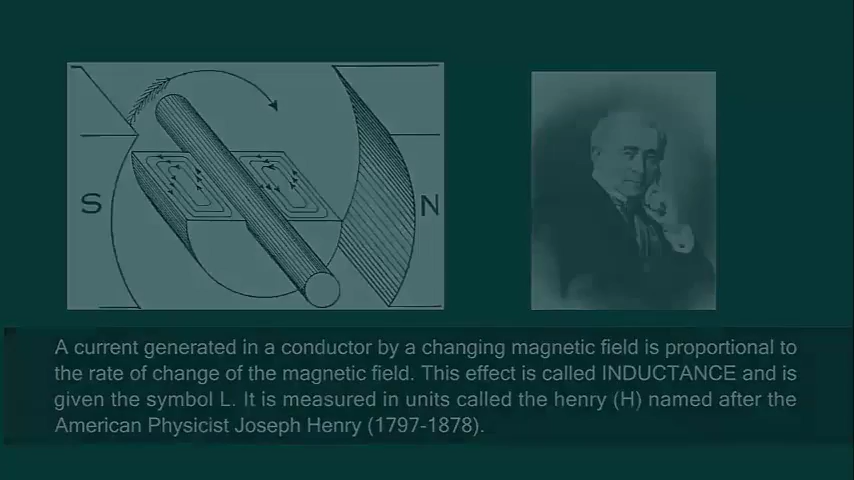 S
N
A current generated in a conductor by a changing magnetic field is proportional to
the rate of change of the magnetic field. This effect is called INDUCTANCE and is
given the symbol L. It is measured in units called the henry (H) named after the
American Physicist Joseph Henry (1797-1878).